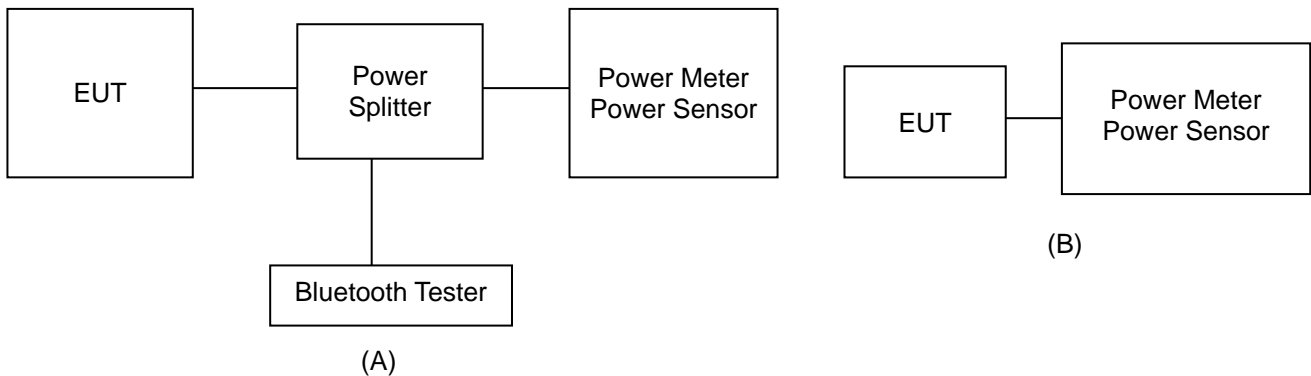 EUT
Power
Splitter
Power Meter
Power Sensor
Bluetooth Tester
(A)
EUT
Power Meter
Power Sensor
(B)